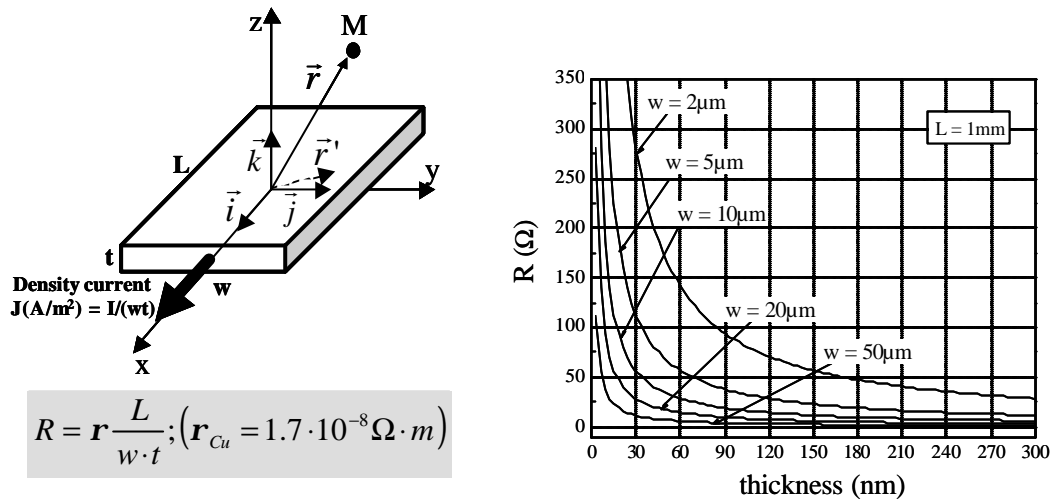 z
M
r
L
k
r'
y
i
j
t
w
Density current
J(A/m²) = I/(wt)
x
R = r L/(w·t); (r_Cu = 1.7·10⁻⁸ Ω·m)
350
300
250
200
150
100
50
0
R (Ω)
w = 2µm
L = 1mm
w = 5µm
w = 10µm
w = 20µm
w = 50µm
0 30 60 90 120 150 180 210 240 270 300
thickness (nm)